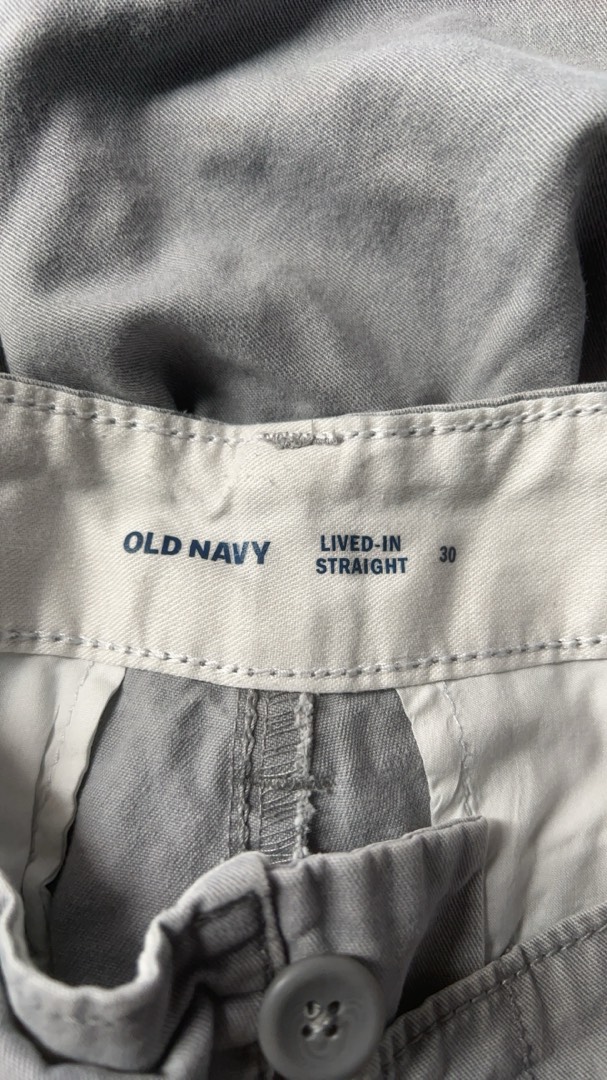 OLD NAVY
LIVED-IN
STRAIGHT
30